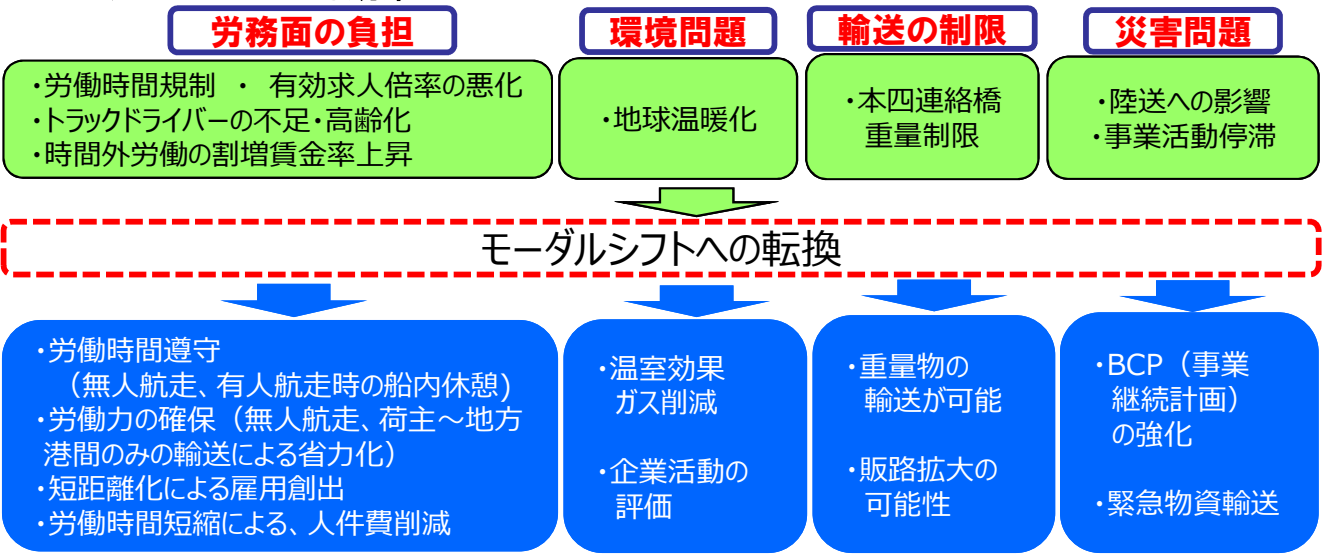 労務面の負担
環境問題
輸送の制限
災害問題
・労働時間規制 ・ 有効求人倍率の悪化
・トラックドライバーの不足・高齢化
・時間外労働の割増賃金率上昇
・地球温暖化
・本四連絡橋
重量制限
・陸送への影響
・事業活動停滞
モーダルシフトへの転換
・労働時間遵守
（無人航走、有人航走時の船内休憩)
・労働力の確保（無人航走、荷主～地方
港間のみの輸送による省力化）
・短距離化による雇用創出
・労働時間短縮による、人件費削減
・温室効果
ガス削減
・企業活動の
評価
・重量物の
輸送が可能
・販路拡大の
可能性
・BCP（事業
継続計画）
の強化
・緊急物資輸送